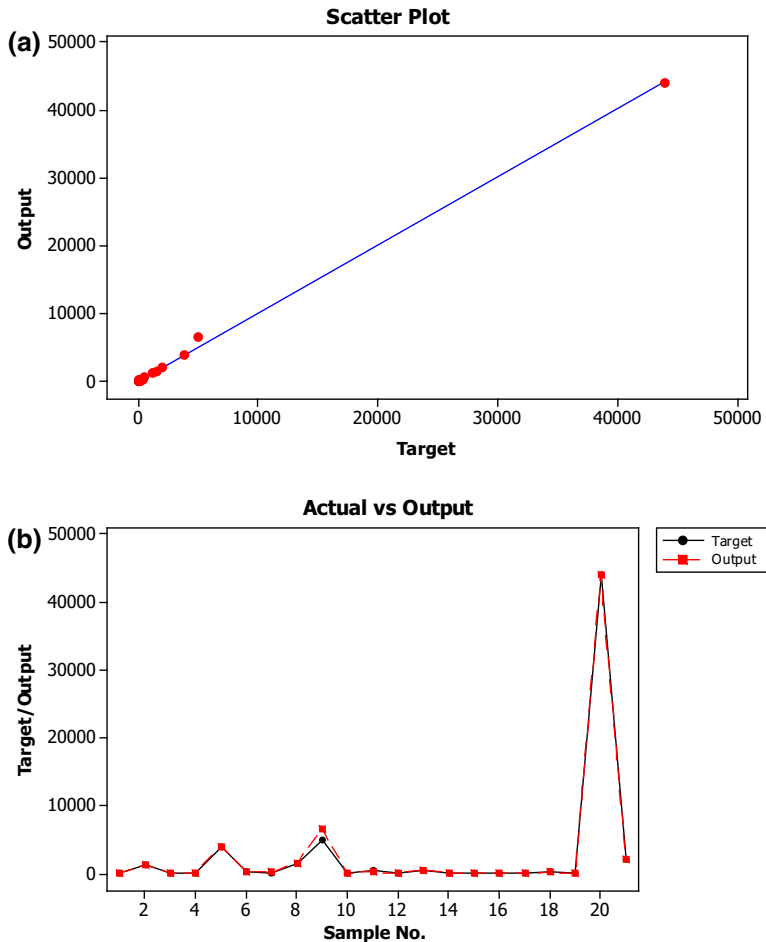 Scatter Plot
(a)
50000
40000
30000
20000
10000
0
Output
0 10000 20000 30000 40000 50000
Target
Actual vs Output
(b)
50000
40000
30000
20000
10000
0
Target/Output
2 4 6 8 10 12 14 16 18 20
Sample No.
Target
Output